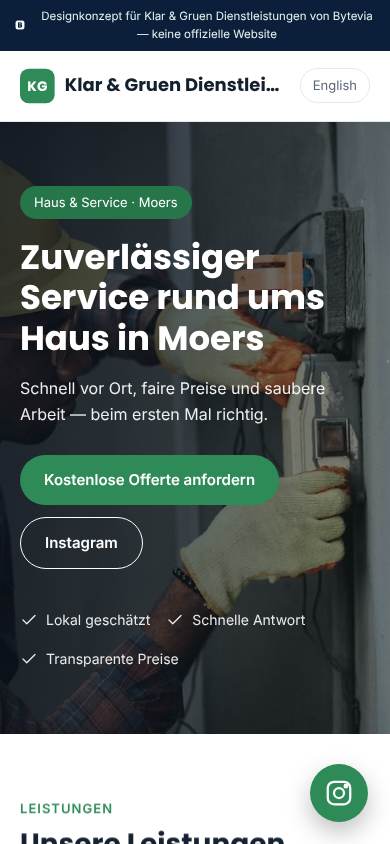 Designkonzept für Klar & Gruen Dienstleistungen von Bytevia
— keine offizielle Website
KG Klar & Gruen Dienstlei… English
Haus & Service · Moers
Zuverlässiger
Service rund ums
Haus in Moers
Schnell vor Ort, faire Preise und saubere
Arbeit — beim ersten Mal richtig.
Kostenlose Offerte anfordern
Instagram
Lokal geschätzt Schnelle Antwort
Transparente Preise
LEISTUNGEN
Unsere Leistungen